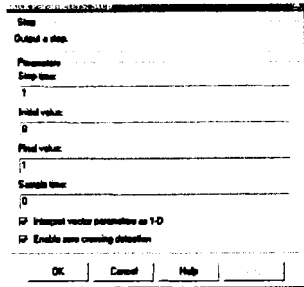 Step
Output a step.
Parameters
Step time:
1
Initial value:
0
Final value:
1
Sample time:
0
Interpret vector parameters as 1-D
Enable zero crossing detection
OK Cancel Help